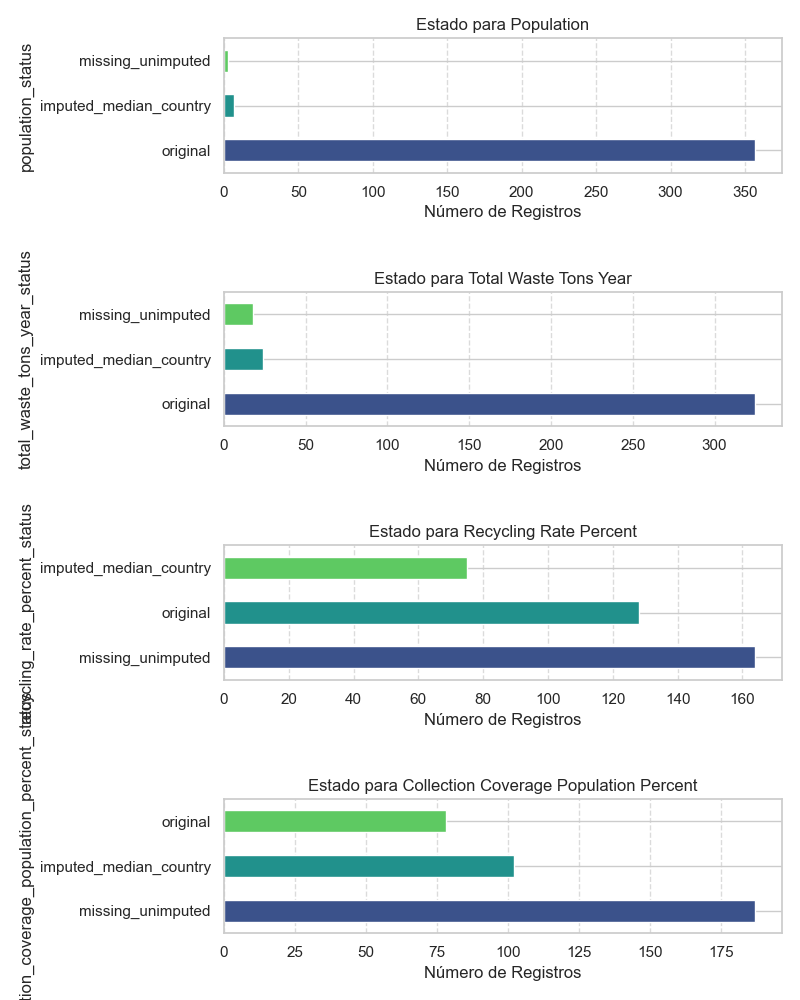 Estado para Population
population_status
missing_unimputed
imputed_median_country
original
0 50 100 150 200 250 300 350
Número de Registros
Estado para Total Waste Tons Year
total_waste_tons_year_status
missing_unimputed
imputed_median_country
original
0 50 100 150 200 250 300
Número de Registros
Estado para Recycling Rate Percent
recycling_rate_percent_status
imputed_median_country
original
missing_unimputed
0 20 40 60 80 100 120 140 160
Número de Registros
Estado para Collection Coverage Population Percent
tion_coverage_population_percent_status
original
imputed_median_country
missing_unimputed
0 25 50 75 100 125 150 175
Número de Registros